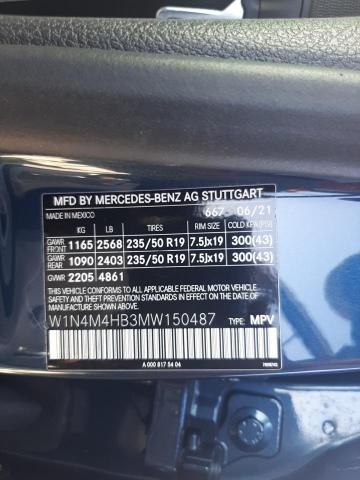 MFD BY MERCEDES-BENZ AG STUTTGART
MADE IN MEXICO 667 06/21
KG LB TIRES RIM SIZE COLD KPA(PSI)
GAWR FRONT 1165 2568 235/50 R19 7.5Jx19 300(43)
GAWR REAR 1090 2403 235/50 R19 7.5Jx19 300(43)
GVWR 2205 4861
THIS VEHICLE CONFORMS TO ALL APPLICABLE
FEDERAL MOTOR VEHICLE SAFETY AND
THEFT PREVENTION STANDARDS IN EFFECT ON
THE DATE OF MANUFACTURE SHOWN ABOVE.
W1N4M4HB3MW150487 TYPE: MPV
A 000 817 54 04